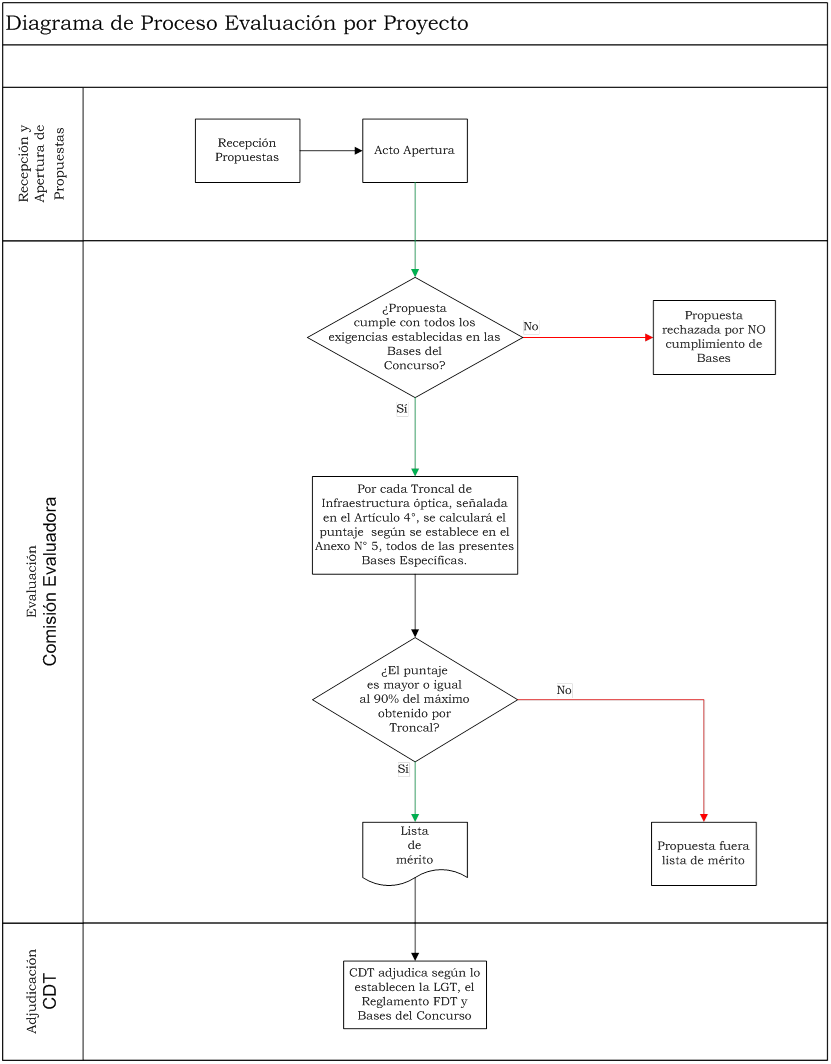 Diagrama de Proceso Evaluación por Proyecto
Recepción y
Apertura de
Propuestas
Recepción
Propuestas
Acto Apertura
¿Propuesta
cumple con todos los
exigencias establecidas en las
Bases del
Concurso?
No
Propuesta
rechazada por NO
cumplimiento de
Bases
Sí
Evaluación
Comisión Evaluadora
Por cada Troncal de
Infraestructura óptica, señalada
en el Artículo 4°, se calculará el
puntaje según se establece en el
Anexo N° 5, todos de las presentes
Bases Específicas.
¿El puntaje
es mayor o igual
al 90% del máximo
obtenido por
Troncal?
No
Sí
Lista
de
mérito
Propuesta fuera
lista de mérito
Adjudicación
CDT
CDT adjudica según lo
establecen la LGT, el
Reglamento FDT y
Bases del Concurso